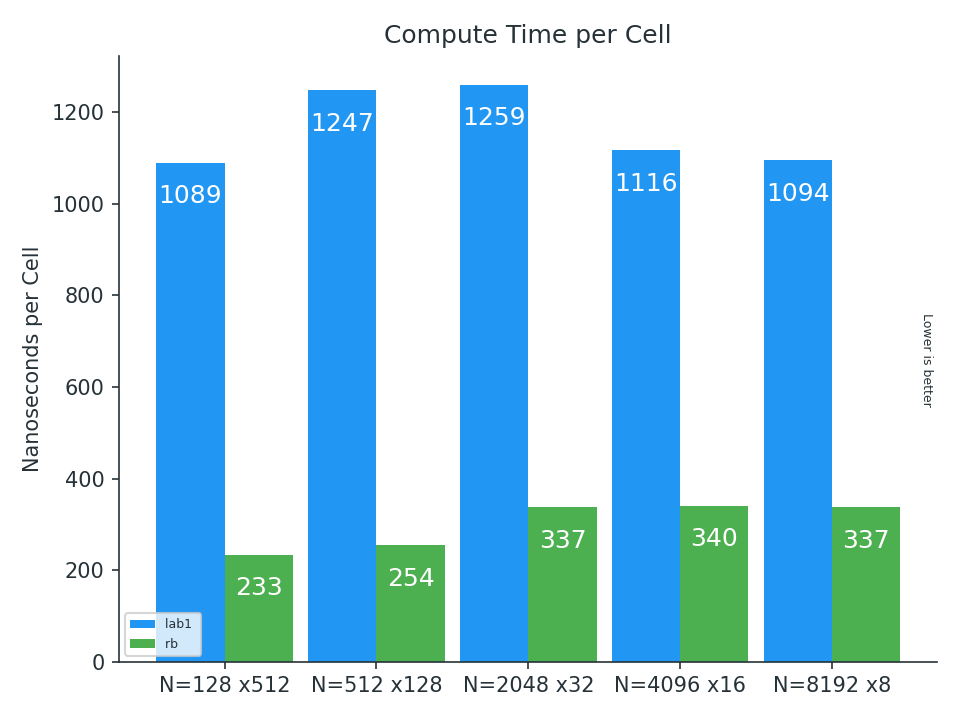 Compute Time per Cell
Nanoseconds per Cell
1200
1000
800
600
400
200
0
1089
1247
1259
1116
1094
233
254
337
340
337
lab1
rb
N=128 x512
N=512 x128
N=2048 x32
N=4096 x16
N=8192 x8
Lower is better